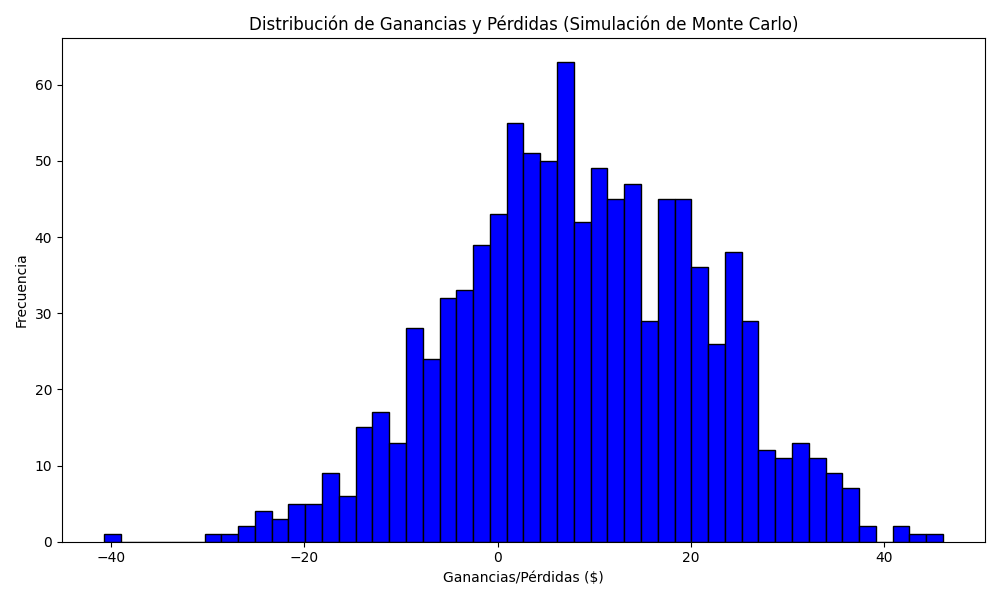 Distribución de Ganancias y Pérdidas (Simulación de Monte Carlo)
60
50
40
30
20
10
0
Frecuencia
−40 −20 0 20 40
Ganancias/Pérdidas ($)